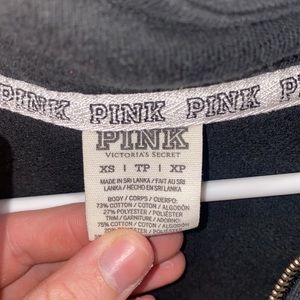 PINK PINK PINK PINK
PINK
VICTORIA'S SECRET
XS | TP | XP
MADE IN SRI LANKA / FAIT AU SRI
LANKA / HECHO EN SRI LANKA
BODY / CORPS / CUERPO:
73% COTTON / COTON / ALGODÓN
27% POLYESTER / POLIÉSTER
TRIM / GARNITURE / ADORNO:
75% COTTON / COTON / ALGODÓN